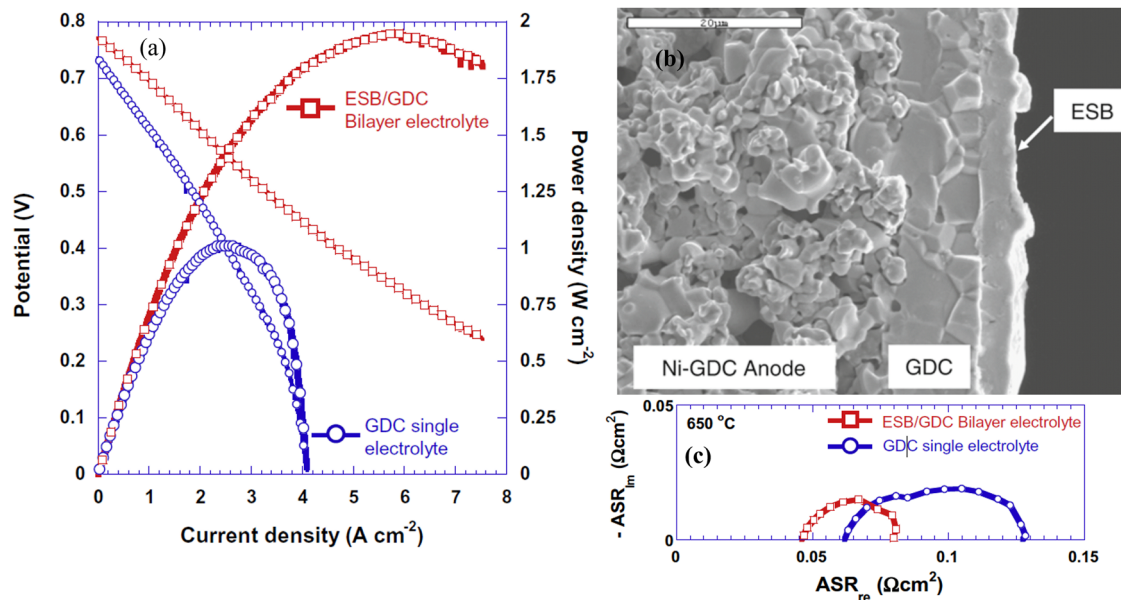 (a)
ESB/GDC
Bilayer electrolyte
GDC single
electrolyte
Potential (V)
0.8
0.7
0.6
0.5
0.4
0.3
0.2
0.1
0
Power density (W cm-2)
2
1.75
1.5
1.25
1
0.75
0.5
0.25
0
0 1 2 3 4 5 6 7 8
Current density (A cm-2)
20µm
(b)
ESB
Ni-GDC Anode
GDC
650 °C
(c)
ESB/GDC Bilayer electrolyte
GDC single electrolyte
- ASRIm (Ωcm2)
0.05
0
0 0.05 0.1 0.15
ASRre (Ωcm2)